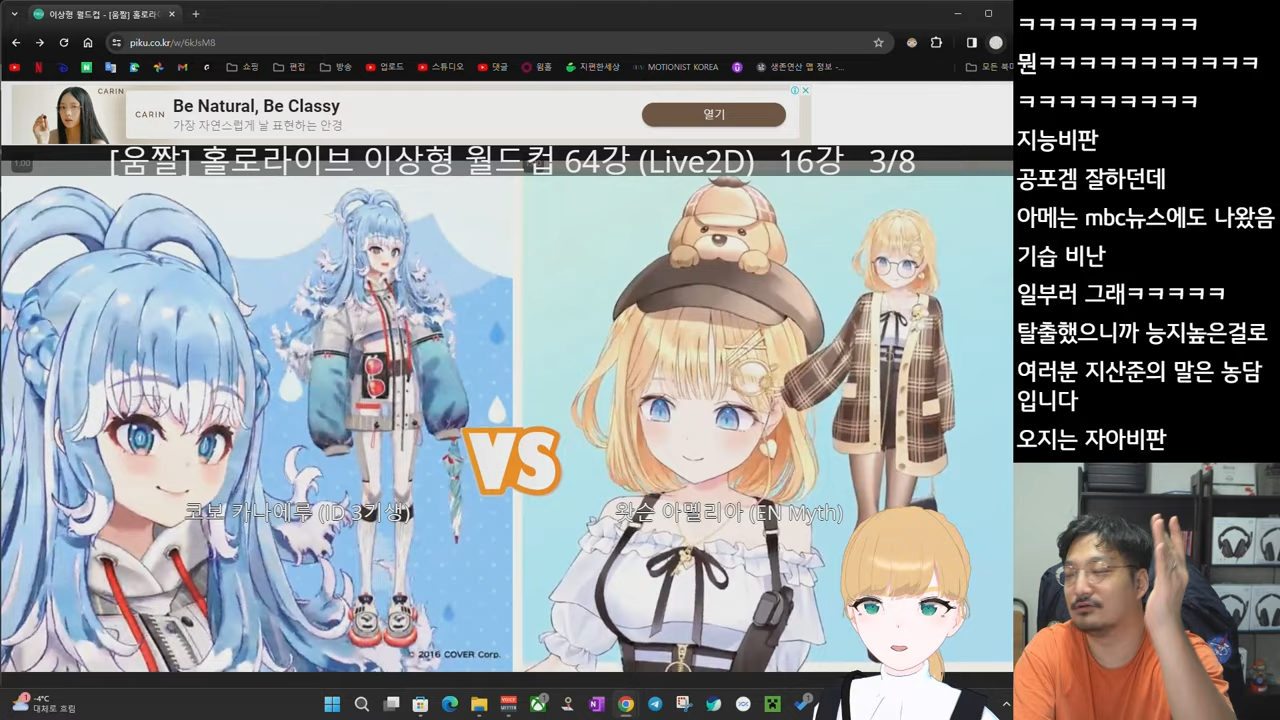 이상형 월드컵 - [움짤] 홀로라이
piku.co.kr/w/6kJsM8
쇼핑
편집
방송
업로드
스튜디오
댓글
윔홀
지편한세상
MOTIONIST KOREA
생존연산 맵 정보 -...
모든 북마
CARIN
CARIN
Be Natural, Be Classy
가장 자연스럽게 날 표현하는 안경
열기
1.00
[움짤] 홀로라이브 이상형 월드컵 64강 (Live2D) 16강 3/8
VS
코보 카나에루 (ID 3기생)
왓슨 아멜리아 (EN Myth)
© 2016 COVER Corp.
-4°C
대체로 흐림
ㅋㅋㅋㅋㅋㅋㅋㅋㅋ
뭔ㅋㅋㅋㅋㅋㅋㅋㅋㅋㅋㅋ
ㅋㅋㅋㅋㅋㅋㅋㅋㅋ
지능비판
공포겜 잘하던데
아메는 mbc뉴스에도 나왔음
기습 비난
일부러 그래ㅋㅋㅋㅋㅋ
탈출했으니까 능지높은걸로
여러분 지산준의 말은 농담
입니다
오지는 자아비판